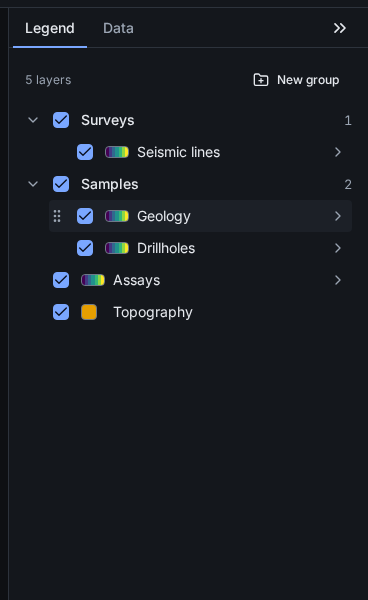 Legend Data
5 layers New group
Surveys 1
Seismic lines
Samples 2
Geology
Drillholes
Assays
Topography